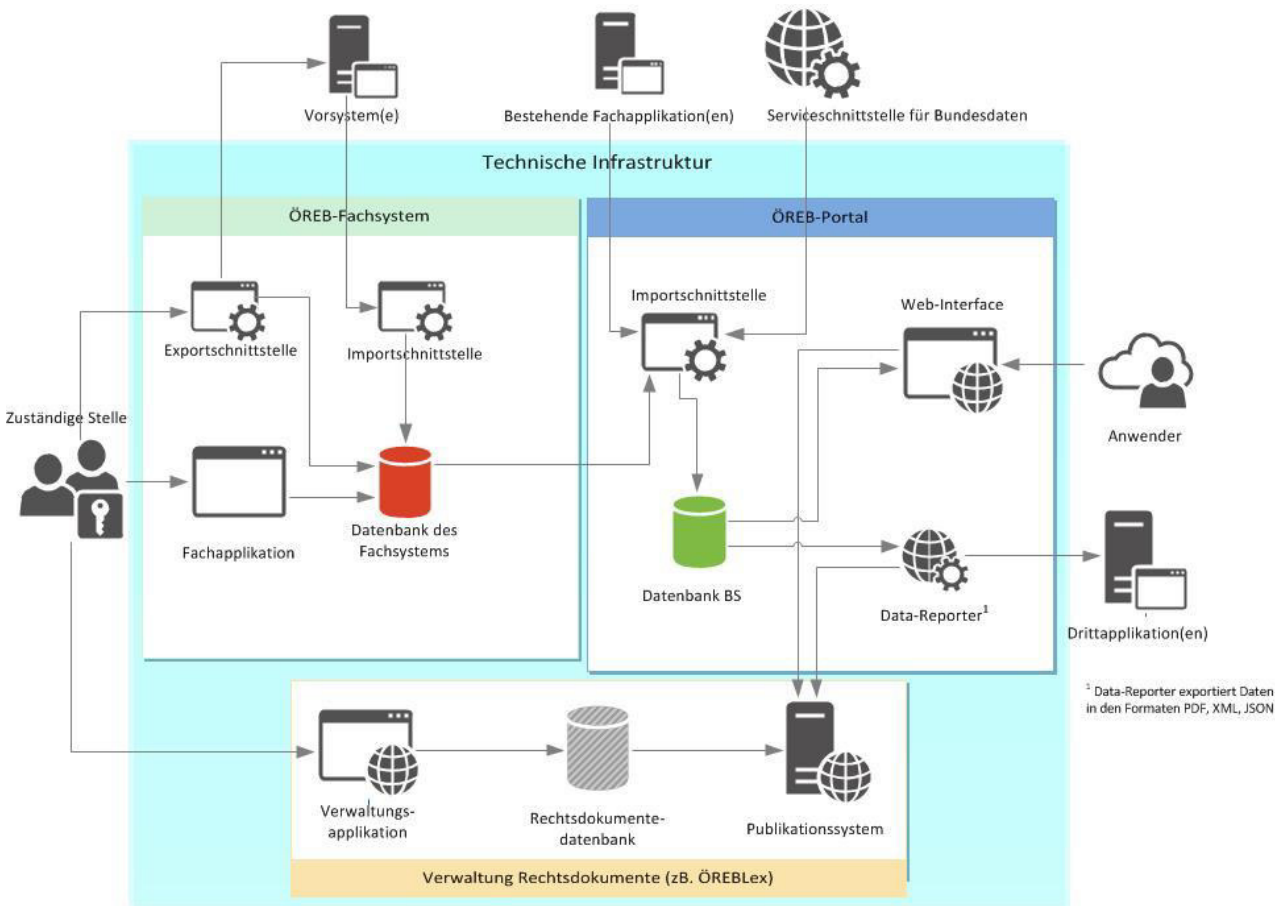 Vorsystem(e)
Bestehende Fachapplikation(en)
Serviceschnittstelle für Bundesdaten
Technische Infrastruktur
ÖREB-Fachsystem
ÖREB-Portal
Exportschnittstelle
Importschnittstelle
Importschnittstelle
Web-Interface
Zuständige Stelle
Anwender
Fachapplikation
Datenbank des
Fachsystems
Datenbank BS
Data-Reporter¹
Drittapplikation(en)
¹ Data-Reporter exportiert Daten
in den Formaten PDF, XML, JSON
Verwaltungs-
applikation
Rechtsdokumente-
datenbank
Publikationssystem
Verwaltung Rechtsdokumente (zB. ÖREBLex)